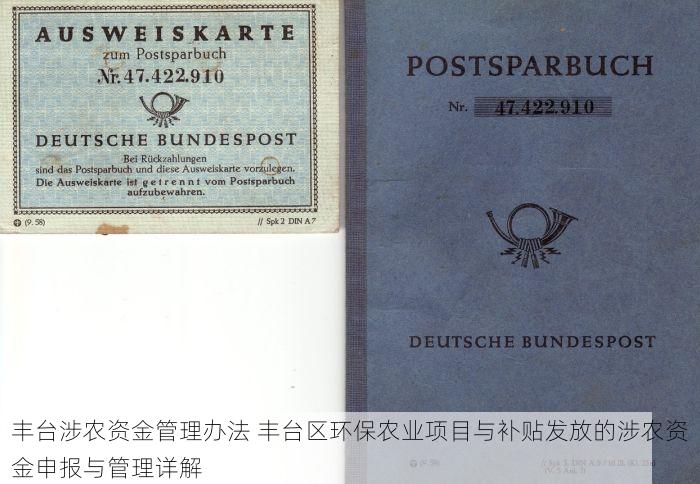 AUSWEISKARTE
zum Postsparbuch
Nr. 47.422.910
DEUTSCHE BUNDESPOST
Bei Rückzahlungen
sind das Postsparbuch und diese Ausweiskarte vorzulegen.
Die Ausweiskarte ist getrennt vom Postsparbuch
aufzubewahren.
(9. 58)
// Spk 2 DIN A 7
POSTSPARBUCH
Nr. 47.422.910
DEUTSCHE BUNDESPOST
丰台涉农资金管理办法 丰台区环保农业项目与补贴发放的涉农资
金申报与管理详解